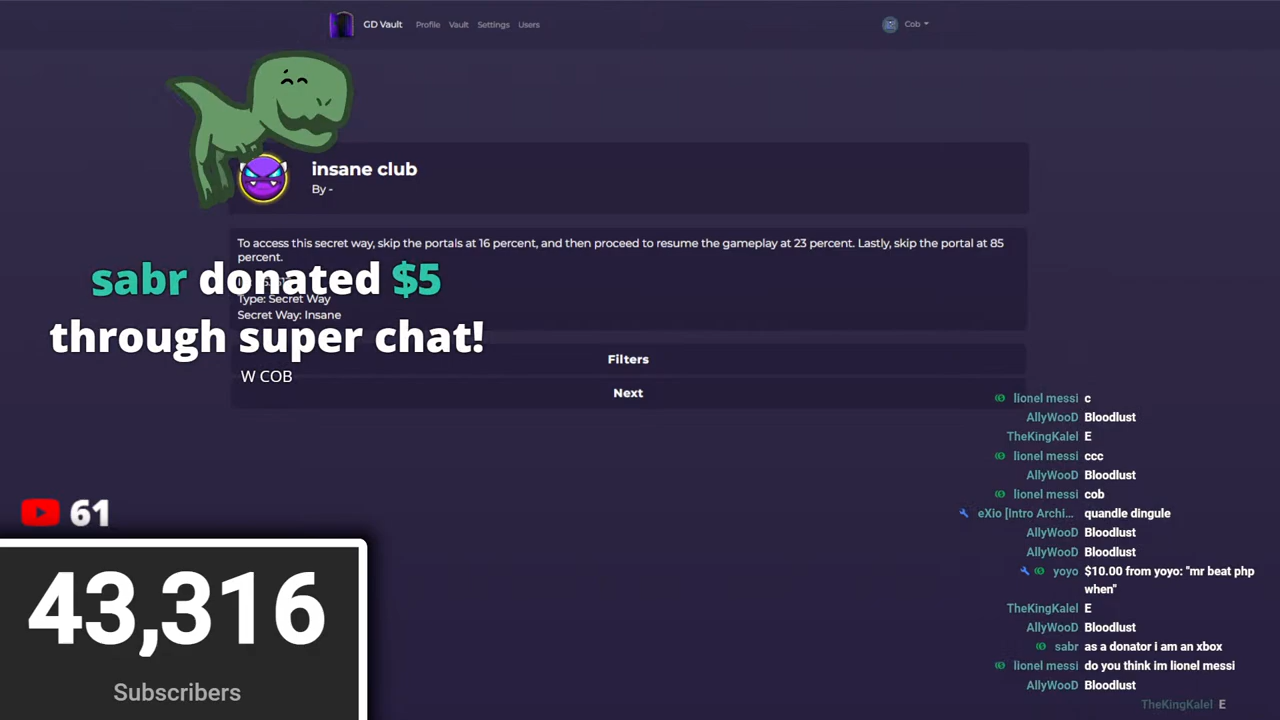 GD Vault Profile Vault Settings Users Cob
insane club
By -
To access this secret way, skip the portals at 16 percent, and then proceed to resume the gameplay at 23 percent. Lastly, skip the portal at 85
percent.
sabr donated $5
Type: Secret Way
Secret Way: Insane
through super chat!
W COB
Filters
Next
lionel messi c
AllyWooD Bloodlust
TheKingKalel E
lionel messi ccc
AllyWooD Bloodlust
lionel messi cob
eXio [Intro Archi... quandle dingule
AllyWooD Bloodlust
AllyWooD Bloodlust
yoyo $10.00 from yoyo: "mr beat php
when"
TheKingKalel E
AllyWooD Bloodlust
sabr as a donator i am an xbox
lionel messi do you think im lionel messi
AllyWooD Bloodlust
TheKingKalel E
61
43,316
Subscribers